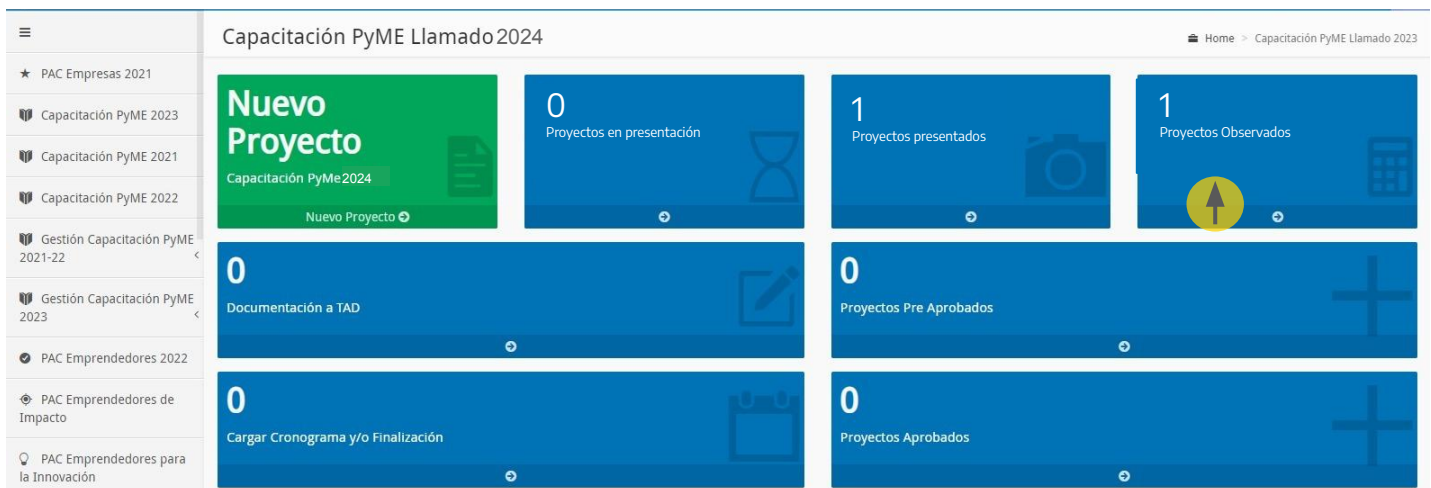 Capacitación PyME Llamado 2024
Home > Capacitación PyME Llamado 2023
PAC Empresas 2021
Capacitación PyME 2023
Capacitación PyME 2021
Capacitación PyME 2022
Gestión Capacitación PyME
2021-22
Gestión Capacitación PyME
2023
PAC Emprendedores 2022
PAC Emprendedores de
Impacto
PAC Emprendedores para
la Innovación
Nuevo
Proyecto
Capacitación PyMe2024
Nuevo Proyecto
0
Proyectos en presentación
1
Proyectos presentados
1
Proyectos Observados
0
Documentación a TAD
0
Proyectos Pre Aprobados
0
Cargar Cronograma y/o Finalización
0
Proyectos Aprobados